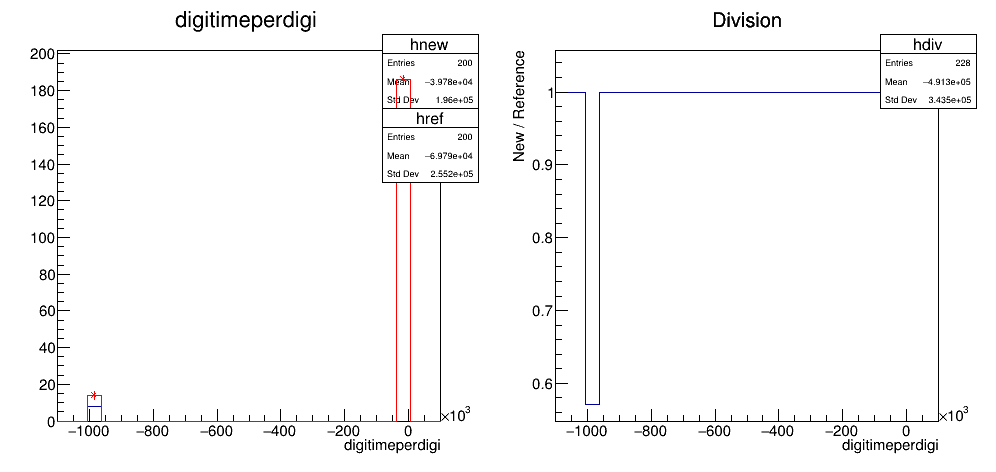 digitimeperdigi
hnew
Entries 200
Mean −3.978e+04
Std Dev 1.96e+05
href
Entries 200
Mean −6.979e+04
Std Dev 2.552e+05
200
180
160
140
120
100
80
60
40
20
0
−1000 −800 −600 −400 −200 0
×10³
digitimeperdigi
Division
hdiv
Entries 228
Mean −4.913e+05
Std Dev 3.435e+05
New / Reference
1
0.9
0.8
0.7
0.6
−1000 −800 −600 −400 −200 0
×10³
digitimeperdigi